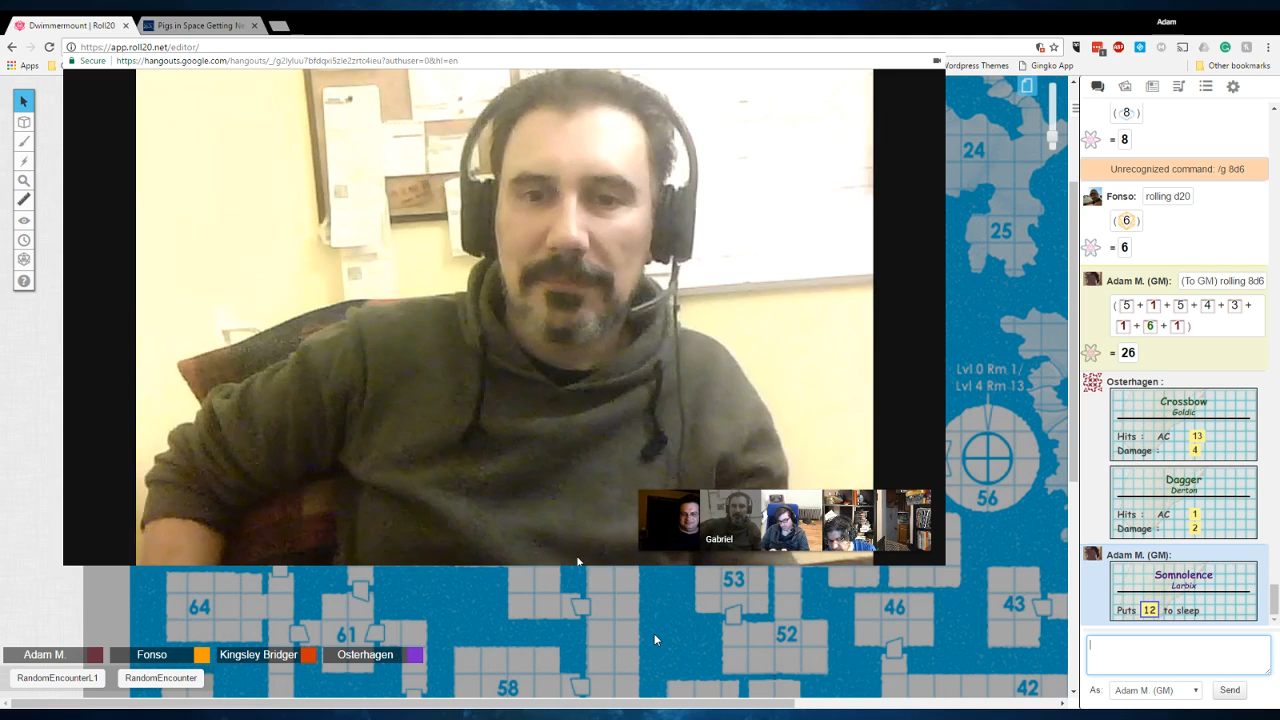 Adam
Dwimmermount | Roll20
Pigs in Space Getting Ne
https://app.roll20.net/editor/
Apps
Wordpress Themes
Gingko App
Other bookmarks
Secure
https://hangouts.google.com/hangouts/_/g2lyluu7bfdqxi5zle2zrtc4ieu?authuser=0&hl=en
24
25
Lvl 0 Rm 1/
Lvl 4 Rm 13
56
Gabriel
64
61
58
53
52
46
43
42
Adam M.
Fonso
Kingsley Bridger
Osterhagen
RandomEncounterL1
RandomEncounter
( 8 )
= 8
Unrecognized command: /g 8d6
Fonso: rolling d20
( 6 )
= 6
Adam M. (GM): (To GM) rolling 8d6
( 5 + 1 + 5 + 4 + 3 +
1 + 6 + 1 )
= 26
Osterhagen :
Crossbow
Goldic
Hits : AC 13
Damage : 4
Dagger
Denton
Hits : AC 1
Damage : 2
Adam M. (GM):
Somnolence
Larbix
Puts 12 to sleep
As: Adam M. (GM)
Send